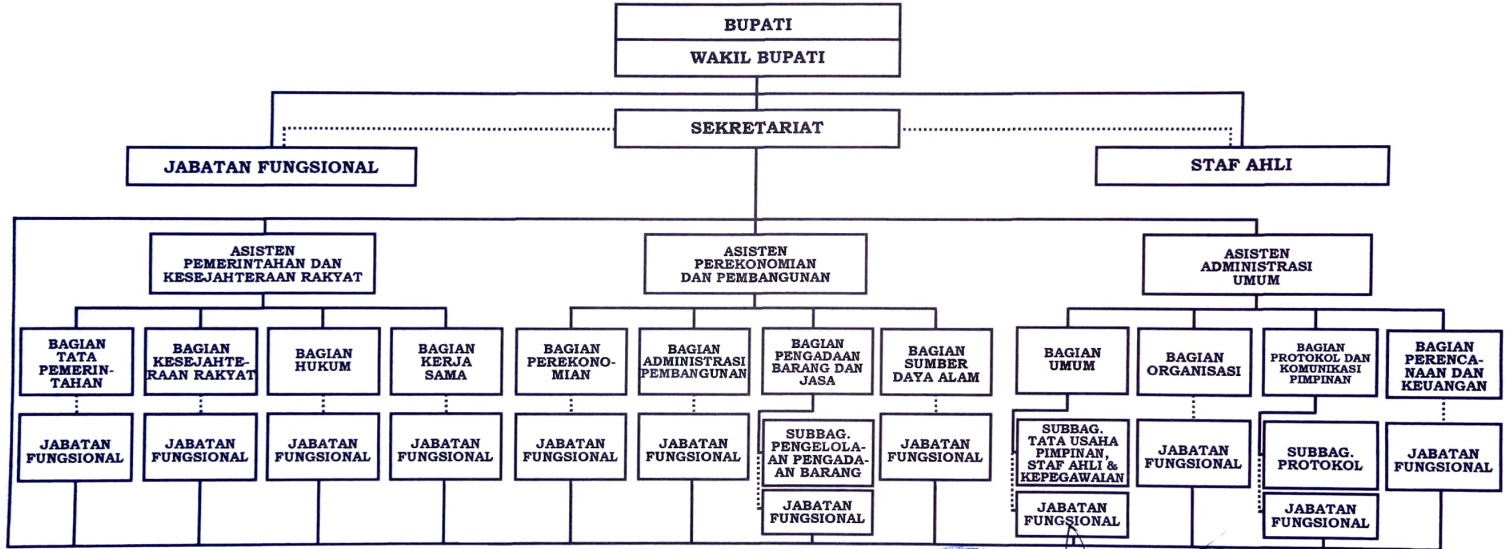 BUPATI
WAKIL BUPATI
SEKRETARIAT
JABATAN FUNGSIONAL
STAF AHLI
ASISTEN
PEMERINTAHAN DAN
KESEJAHTERAAN RAKYAT
ASISTEN
PEREKONOMIAN
DAN PEMBANGUNAN
ASISTEN
ADMINISTRASI
UMUM
BAGIAN
TATA
PEMERIN-
TAHAN
BAGIAN
KESEJAHTE-
RAAN RAKYAT
BAGIAN
HUKUM
BAGIAN
KERJA
SAMA
BAGIAN
PEREKONO-
MIAN
BAGIAN
ADMINISTRASI
PEMBANGUNAN
BAGIAN
PENGADAAN
BARANG DAN
JASA
BAGIAN
SUMBER
DAYA ALAM
BAGIAN
UMUM
BAGIAN
ORGANISASI
BAGIAN
PROTOKOL DAN
KOMUNIKASI
PIMPINAN
BAGIAN
PERENCA-
NAAN DAN
KEUANGAN
JABATAN
FUNGSIONAL
JABATAN
FUNGSIONAL
JABATAN
FUNGSIONAL
JABATAN
FUNGSIONAL
JABATAN
FUNGSIONAL
JABATAN
FUNGSIONAL
SUBBAG.
PENGELOLA-
AN PENGADA-
AN BARANG
JABATAN
FUNGSIONAL
SUBBAG.
TATA USAHA
PIMPINAN,
STAF AHLI &
KEPEGAWAIAN
JABATAN
FUNGSIONAL
SUBBAG.
PROTOKOL
JABATAN
FUNGSIONAL
JABATAN
FUNGSIONAL
JABATAN
FUNGSIONAL
JABATAN
FUNGSIONAL